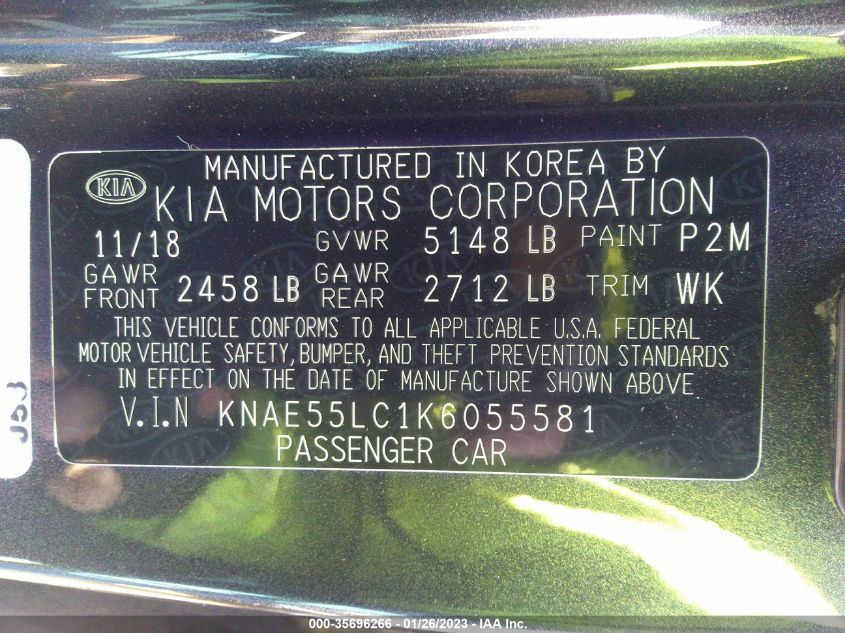 MANUFACTURED IN KOREA BY
KIA
KIA MOTORS CORPORATION
11/18 GVWR 5148 LB PAINT P2M
GAWR FRONT 2458 LB GAWR REAR 2712 LB TRIM WK
THIS VEHICLE CONFORMS TO ALL APPLICABLE U.S.A. FEDERAL
MOTOR VEHICLE SAFETY, BUMPER, AND THEFT PREVENTION STANDARDS
IN EFFECT ON THE DATE OF MANUFACTURE SHOWN ABOVE
V.I.N KNAE55LC1K6055581
PASSENGER CAR
000-35696266 - 01/26/2023 - IAA Inc.